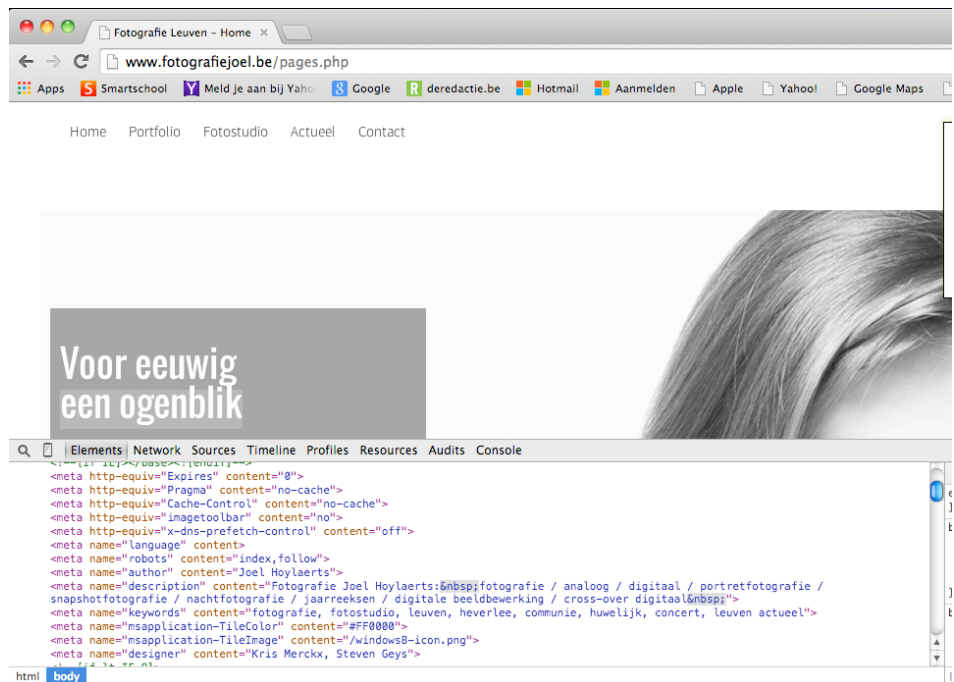 Fotografie Leuven – Home ×
www.fotografiejoel.be/pages.php
Apps Smartschool Meld je aan bij Yaho Google deredactie.be Hotmail Aanmelden Apple Yahoo! Google Maps
Home Portfolio Fotostudio Actueel Contact
Voor eeuwig
een ogenblik
Elements Network Sources Timeline Profiles Resources Audits Console
<!--[if IE]></base><![endif]-->
<meta http-equiv="Expires" content="0">
<meta http-equiv="Pragma" content="no-cache">
<meta http-equiv="Cache-Control" content="no-cache">
<meta http-equiv="imagetoolbar" content="no">
<meta http-equiv="x-dns-prefetch-control" content="off">
<meta name="language" content>
<meta name="robots" content="index,follow">
<meta name="author" content="Joel Hoylaerts">
<meta name="description" content="Fotografie Joel Hoylaerts:&nbsp;fotografie / analoog / digitaal / portretfotografie /
snapshotfotografie / nachtfotografie / jaarreeksen / digitale beeldbewerking / cross-over digitaal&nbsp;">
<meta name="keywords" content="fotografie, fotostudio, leuven, heverlee, communie, huwelijk, concert, leuven actueel">
<meta name="msapplication-TileColor" content="#FF0000">
<meta name="msapplication-TileImage" content="/windows8-icon.png">
<meta name="designer" content="Kris Merckx, Steven Geys">
html body